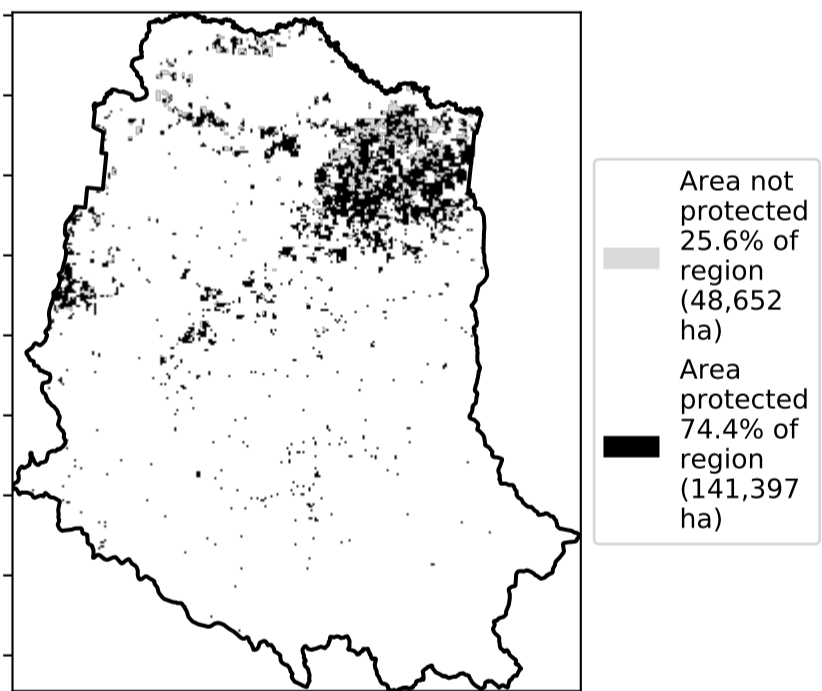 Area not
protected
25.6% of
region
(48,652
ha)
Area
protected
74.4% of
region
(141,397
ha)